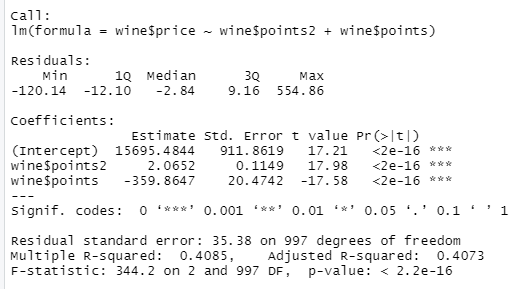 Call:
lm(formula = wine$price ~ wine$points2 + wine$points)
Residuals:
Min 1Q Median 3Q Max
-120.14 -12.10 -2.84 9.16 554.86
Coefficients:
Estimate Std. Error t value Pr(>|t|)
(Intercept) 15695.4844 911.8619 17.21 <2e-16 ***
wine$points2 2.0652 0.1149 17.98 <2e-16 ***
wine$points -359.8647 20.4742 -17.58 <2e-16 ***
---
Signif. codes: 0 ‘***’ 0.001 ‘**’ 0.01 ‘*’ 0.05 ‘.’ 0.1 ‘ ’ 1
Residual standard error: 35.38 on 997 degrees of freedom
Multiple R-squared: 0.4085, Adjusted R-squared: 0.4073
F-statistic: 344.2 on 2 and 997 DF, p-value: < 2.2e-16